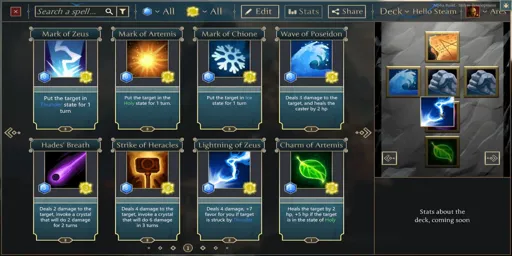 Search a spell...
All
All
Edit
Stats
Share
Deck
Hello Steam
Ares
Mark of Zeus
Put the target in
Thunder state for 1
turn
Mark of Artemis
Put the target in the
Holy state for 1 turn.
Mark of Chione
Put the target in Ice
state for 1 turn
Wave of Poseidon
Deals 3 damage to the
target, and heals the
caster by 2 hp
Hades' Breath
Deals 2 damage to the
target, invoke a crystal
that will do 2 damage
for 2 turns
Strike of Heracles
Deals 4 damage to the
target, invoke a crystal
that will do 6 damage
in 3 turns
Lightning of Zeus
Deals 4 damage, +7
favor for you if target
is struck by Thunder
Charm of Artemis
Heals the target by 2
hp, +5 hp if the target
is in the state of Holy
Stats about the
deck, coming soon